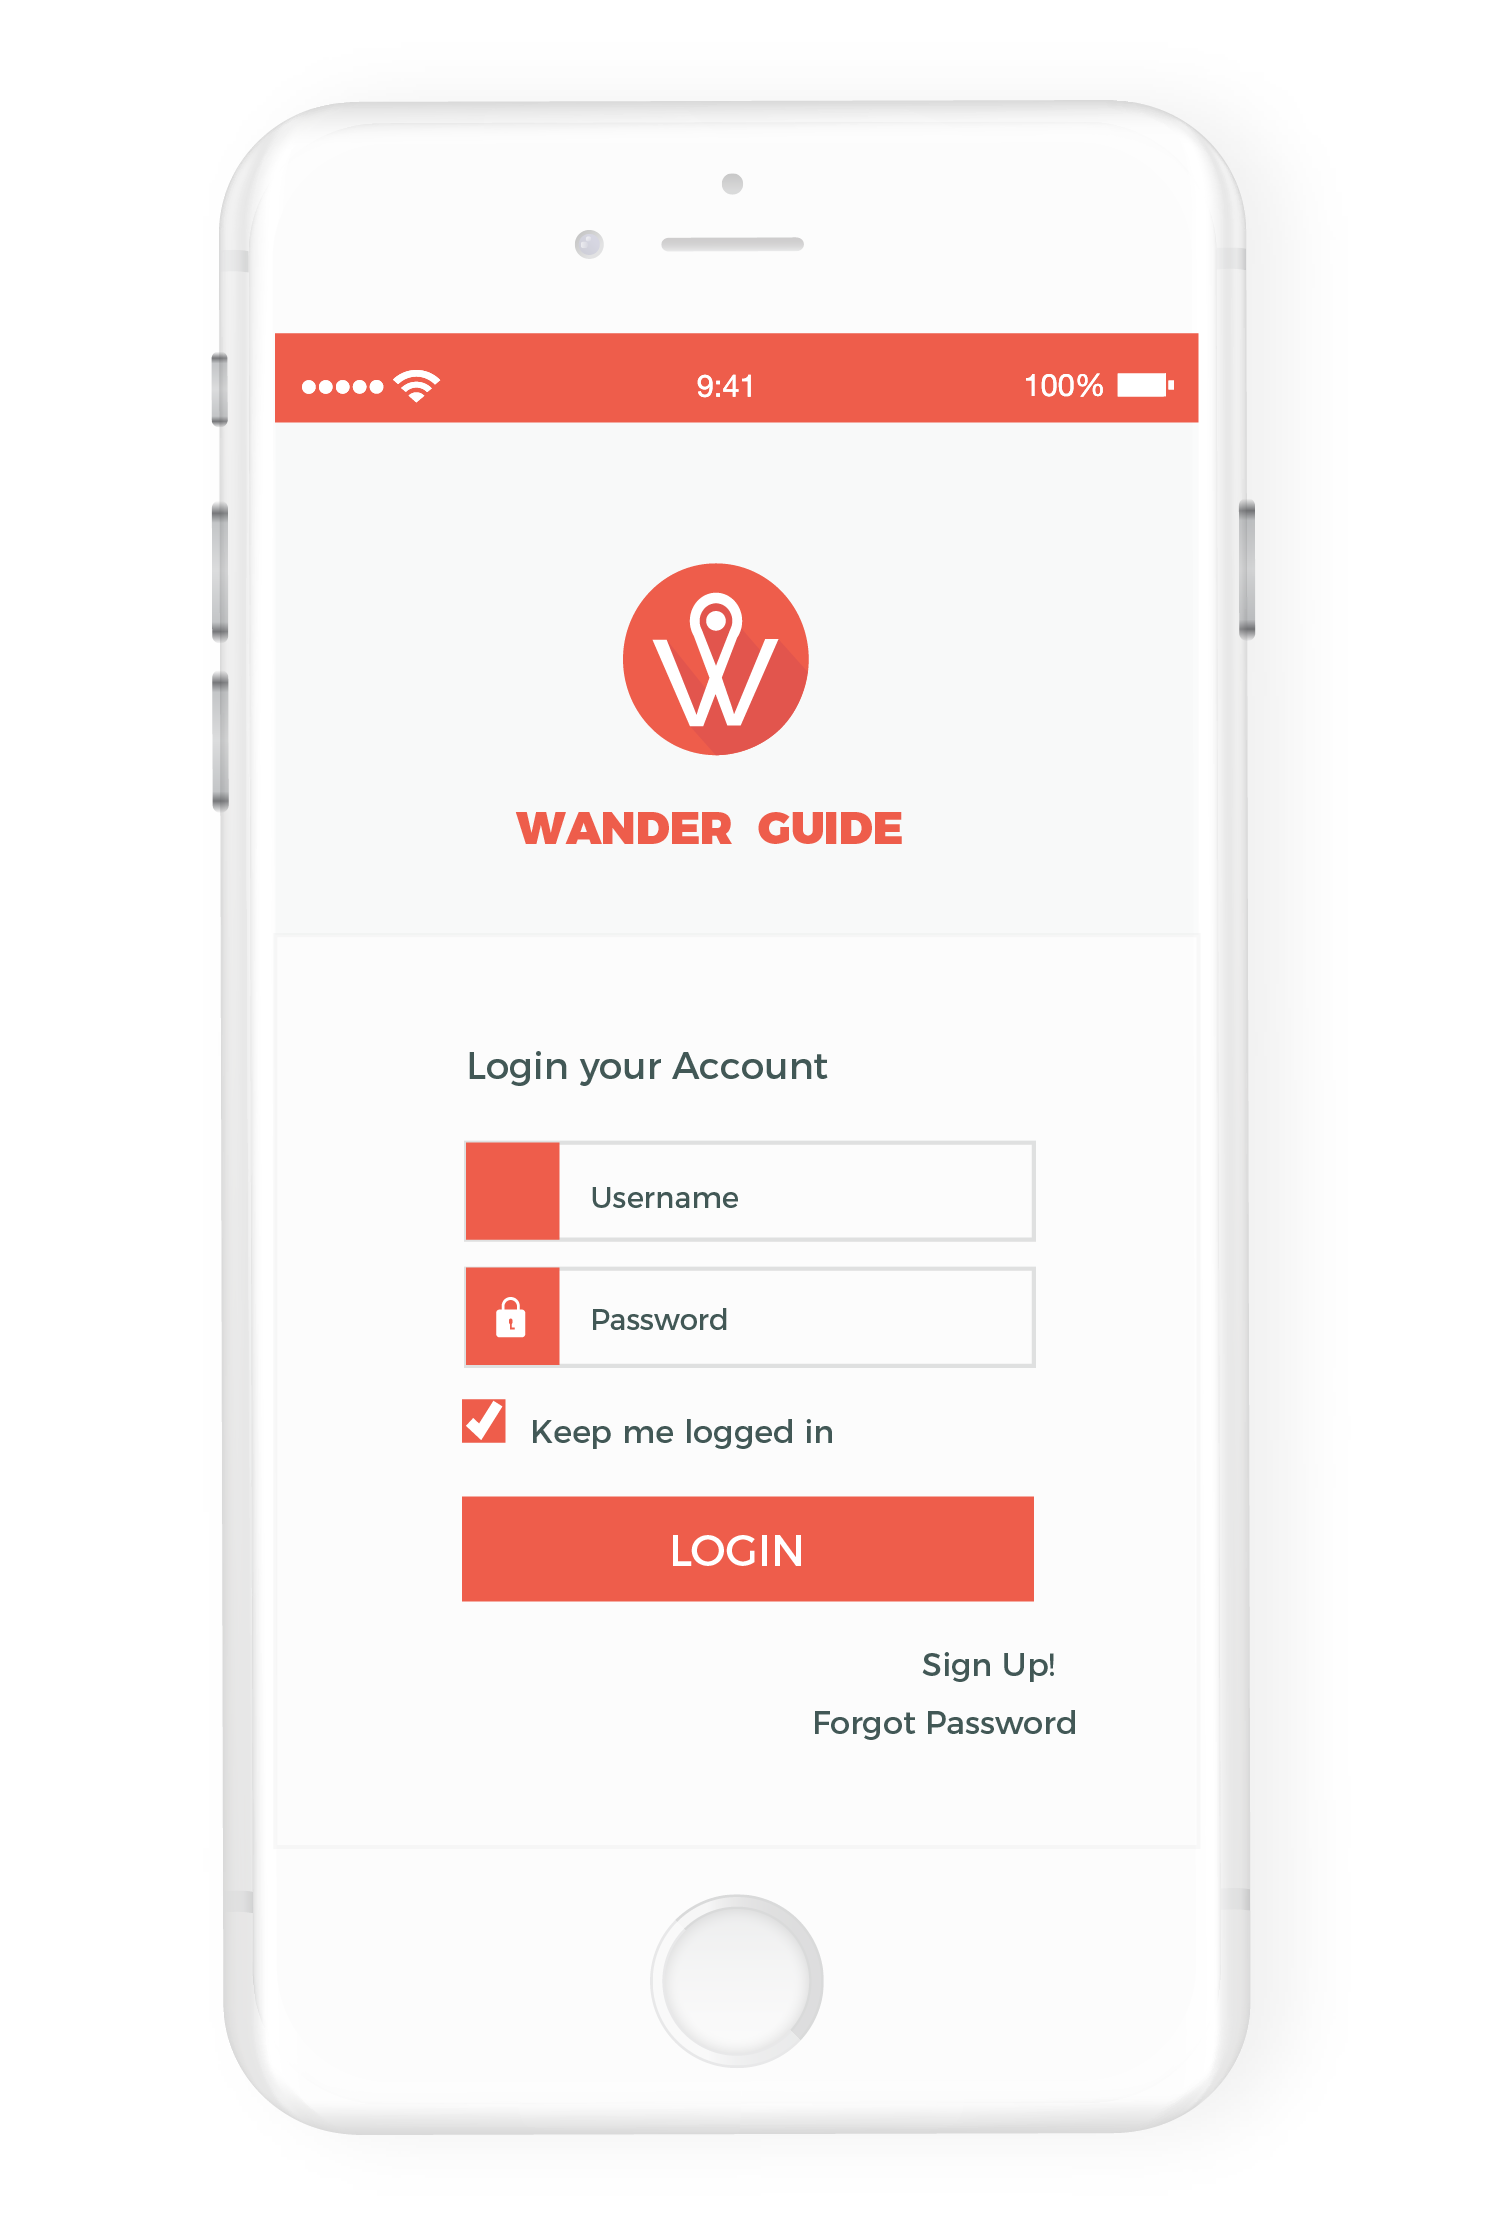 9:41
100%
W
WANDER GUIDE
Login your Account
Username
Password
Keep me logged in
LOGIN
Sign Up!
Forgot Password